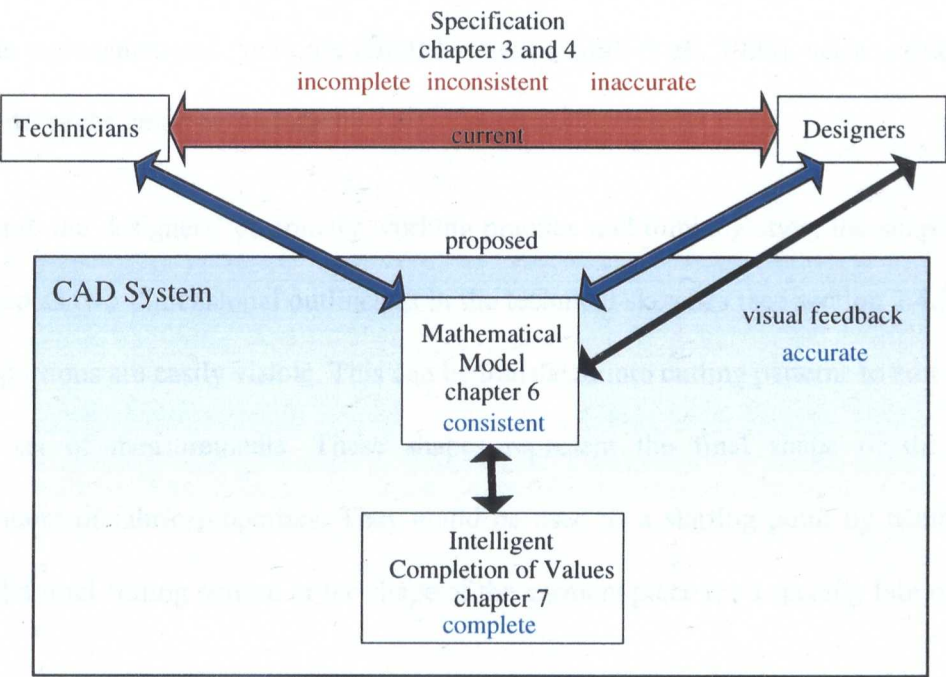 Specification
chapter 3 and 4
incomplete inconsistent inaccurate
Technicians
current
Designers
proposed
CAD System
visual feedback
accurate
Mathematical
Model
chapter 6
consistent
Intelligent
Completion of Values
chapter 7
complete